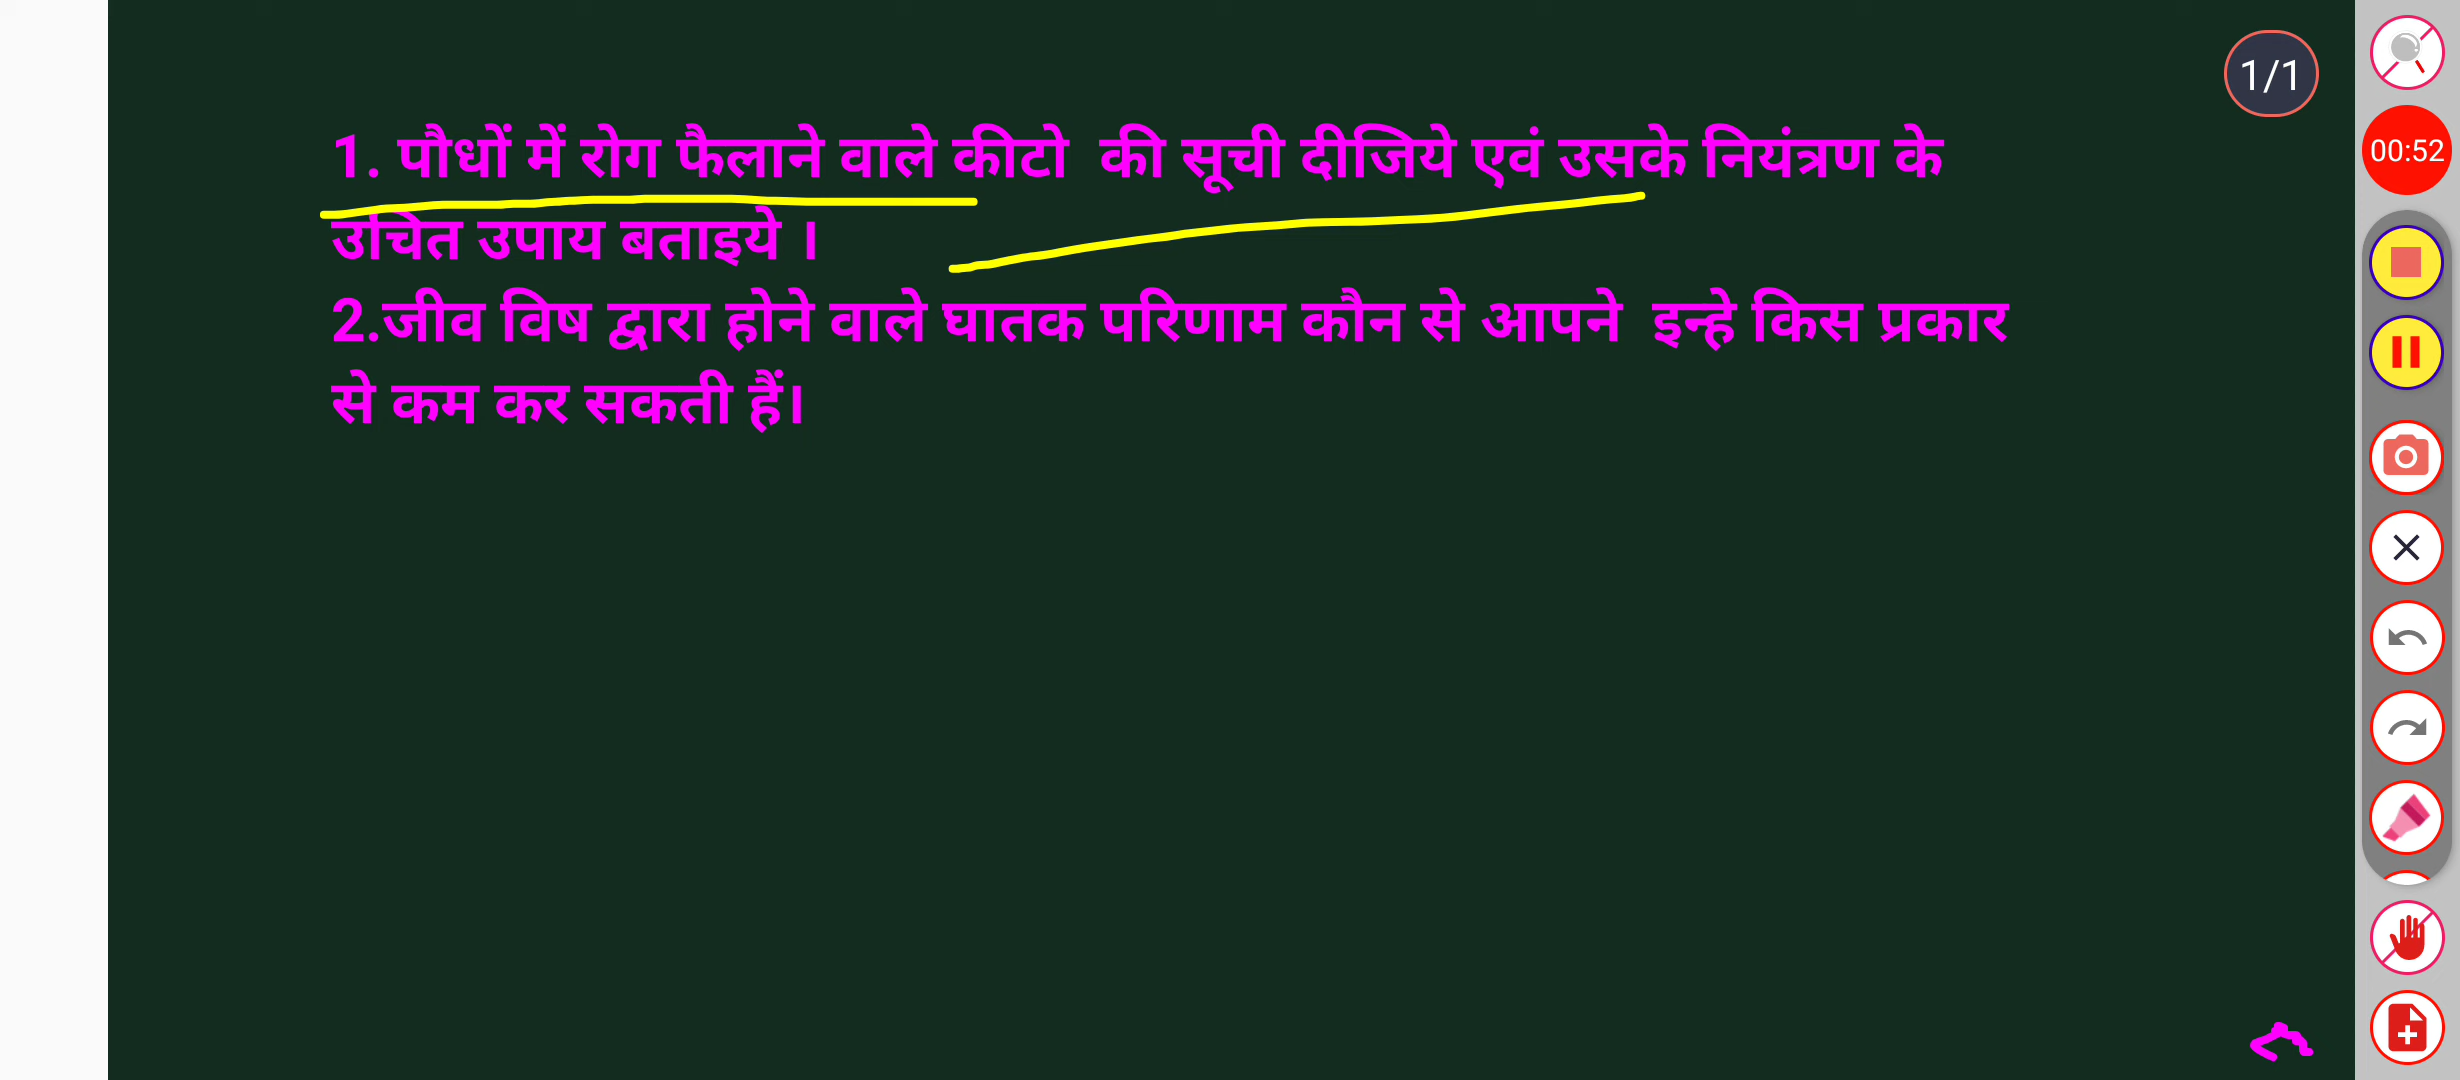 1. पौधों में रोग फैलाने वाले कीटो की सूची दीजिये एवं उसके नियंत्रण के
उचित उपाय बताइये ।
2.जीव विष द्वारा होने वाले घातक परिणाम कौन से आपने इन्हे किस प्रकार
से कम कर सकती हैं।
1/1
00:52